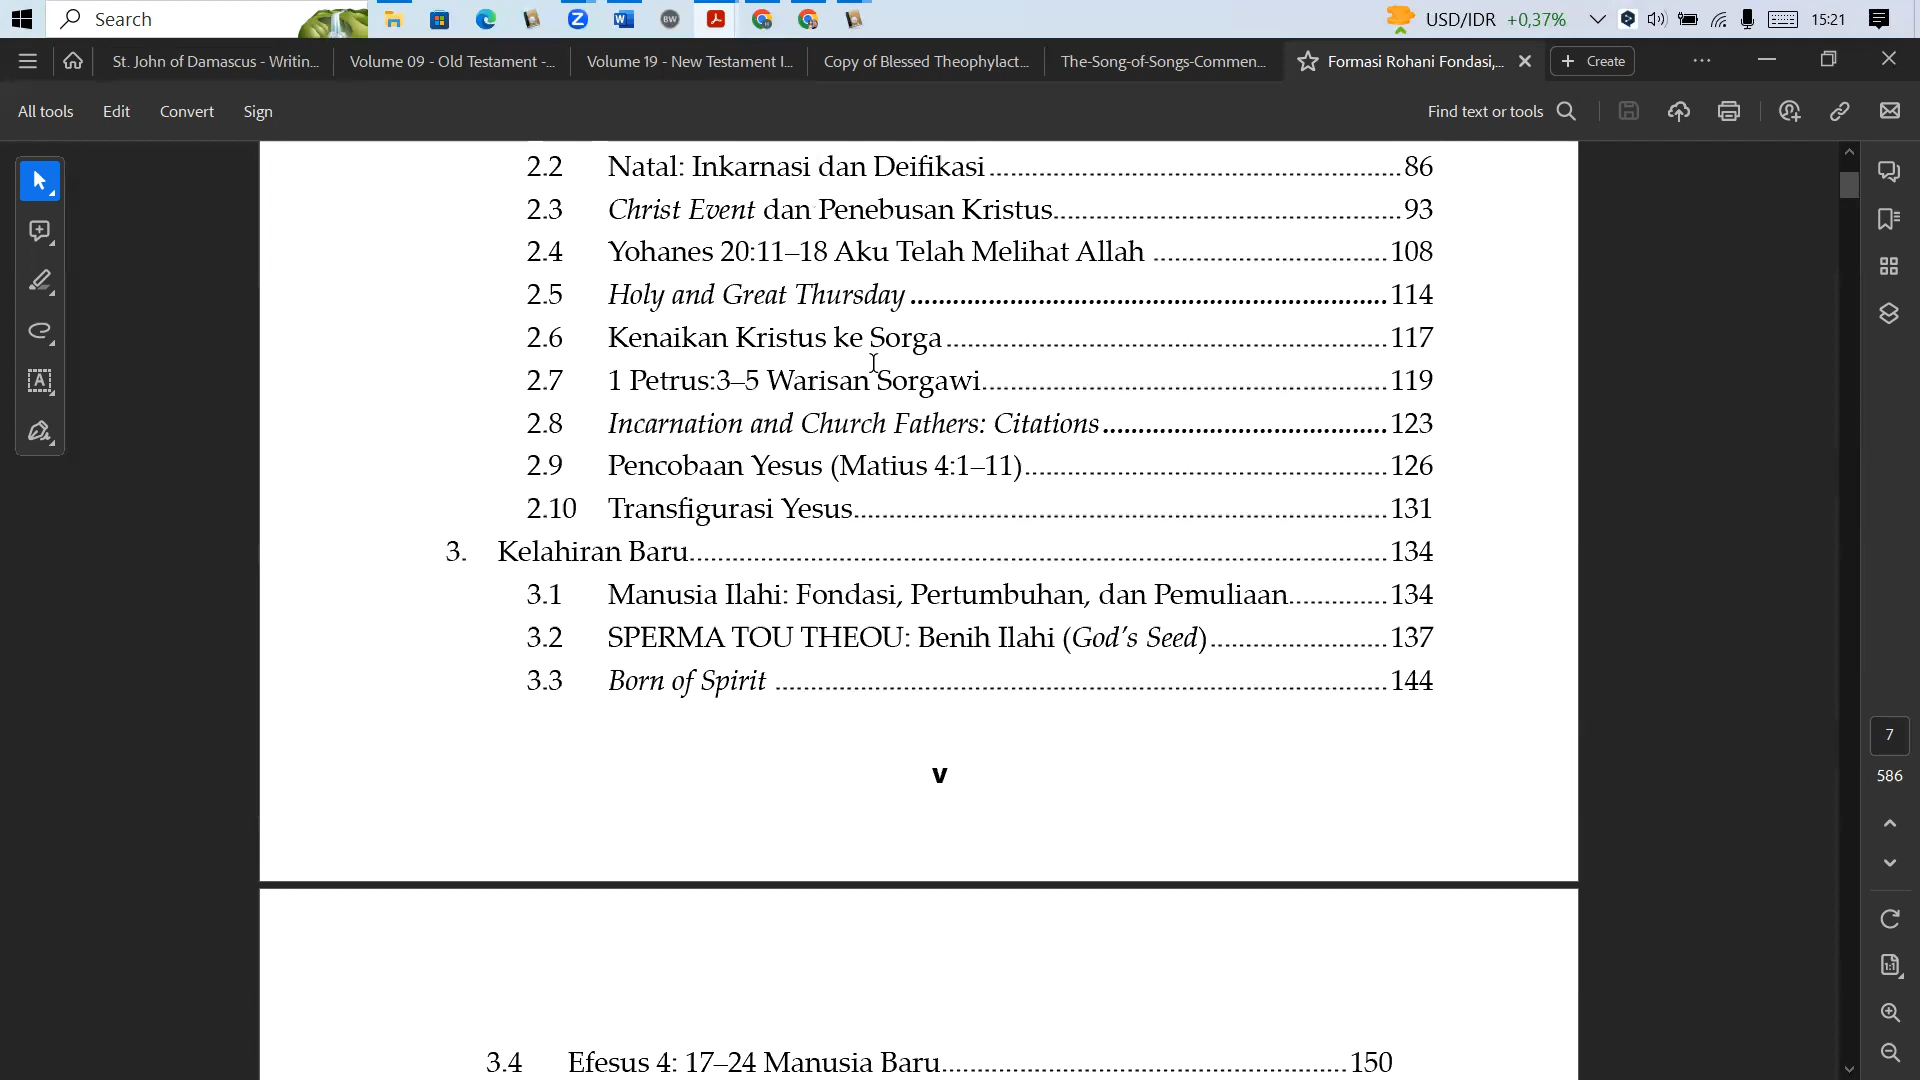 Search
USD/IDR +0,37%
15:21
St. John of Damascus - Writin...
Volume 09 - Old Testament -...
Volume 19 - New Testament I...
Copy of Blessed Theophylact...
The-Song-of-Songs-Commen...
Formasi Rohani Fondasi,...
Create
All tools
Edit
Convert
Sign
Find text or tools
2.2 Natal: Inkarnasi dan Deifikasi 86
2.3 Christ Event dan Penebusan Kristus 93
2.4 Yohanes 20:11–18 Aku Telah Melihat Allah 108
2.5 Holy and Great Thursday 114
2.6 Kenaikan Kristus ke Sorga 117
2.7 1 Petrus:3–5 Warisan Sorgawi 119
2.8 Incarnation and Church Fathers: Citations 123
2.9 Pencobaan Yesus (Matius 4:1–11) 126
2.10 Transfigurasi Yesus 131
3. Kelahiran Baru 134
3.1 Manusia Ilahi: Fondasi, Pertumbuhan, dan Pemuliaan 134
3.2 SPERMA TOU THEOU: Benih Ilahi (God's Seed) 137
3.3 Born of Spirit 144
v
3.4 Efesus 4: 17–24 Manusia Baru 150
7
586